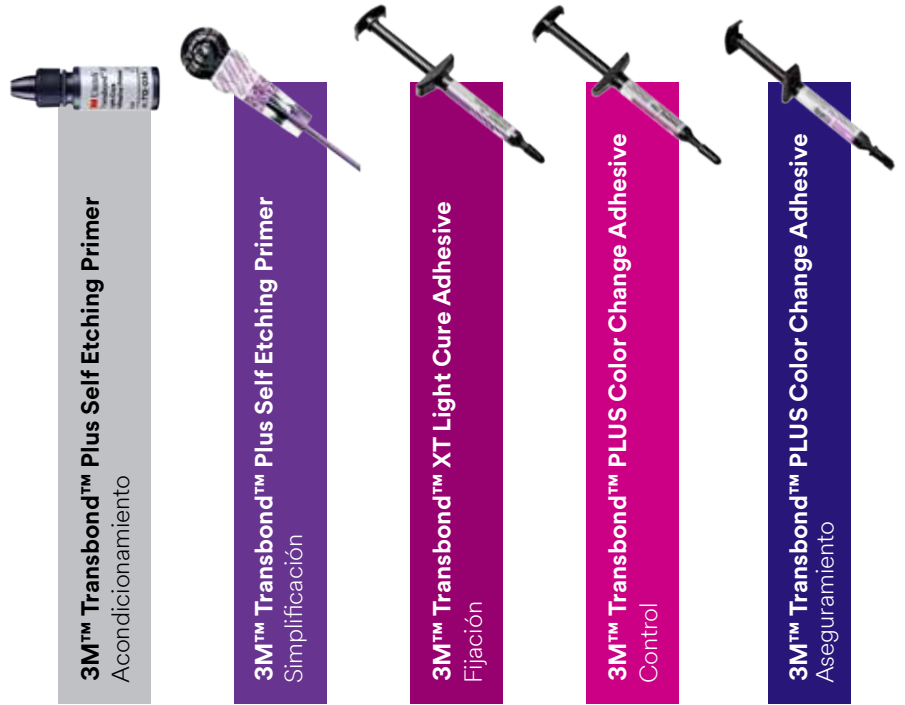 3M™ Transbond™ Plus Self Etching Primer
Acondicionamiento
3M™ Transbond™ Plus Self Etching Primer
Simplificación
3M™ Transbond™ XT Light Cure Adhesive
Fijación
3M™ Transbond™ PLUS Color Change Adhesive
Control
3M™ Transbond™ PLUS Color Change Adhesive
Aseguramiento